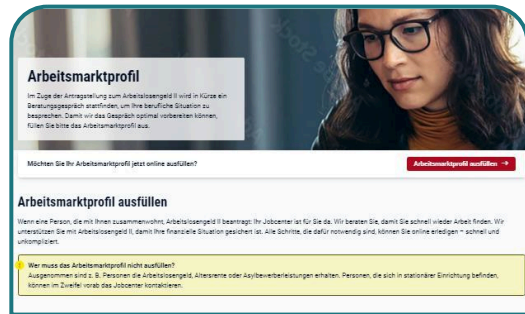 Arbeitsmarktprofil
Im Zuge der Antragstellung zum Arbeitslosengeld II wird in Kürze ein
Beratungsgespräch stattfinden, um Ihre berufliche Situation zu
besprechen. Damit wir das Gespräch optimal vorbereiten können,
füllen Sie bitte das Arbeitsmarktprofil aus.
Möchten Sie Ihr Arbeitsmarktprofil jetzt online ausfüllen?
Arbeitsmarktprofil ausfüllen →
Arbeitsmarktprofil ausfüllen
Wenn eine Person, die mit Ihnen zusammenwohnt, Arbeitslosengeld II beantragt: Ihr Jobcenter ist für Sie da. Wir beraten Sie, damit Sie schnell wieder Arbeit finden. Wir
unterstützen Sie mit Arbeitslosengeld II, damit Ihre finanzielle Situation gesichert ist. Alle Schritte, die dafür notwendig sind, können Sie online erledigen – schnell und
unkompliziert.
Wer muss das Arbeitsmarktprofil nicht ausfüllen?
Ausgenommen sind z. B. Personen die Arbeitslosengeld, Altersrente oder Asylbewerberleistungen erhalten. Personen, die sich in stationärer Einrichtung befinden,
können im Zweifel vorab das Jobcenter kontaktieren.